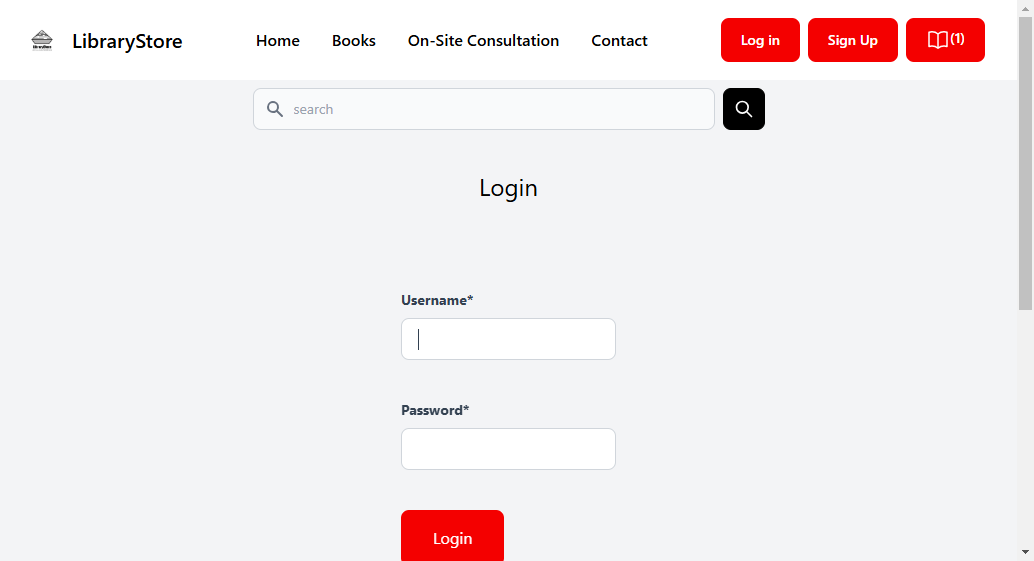 LibraryStore
Home
Books
On-Site Consultation
Contact
Log in
Sign Up
(1)
search
Login
Username*
Password*
Login